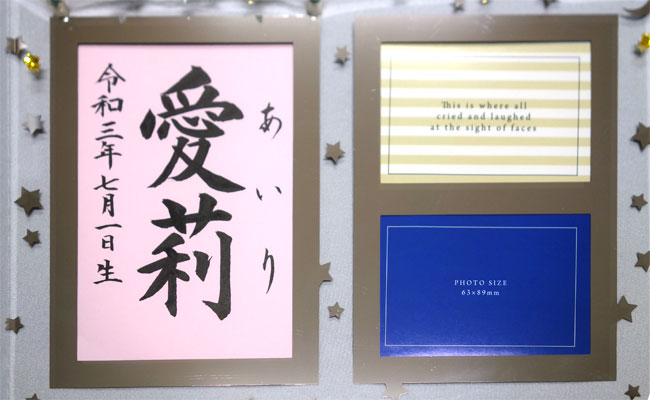 あいり
愛莉
令和三年七月一日生
This is where all
cried and laughed
at the sight of faces
PHOTO SIZE
63×89mm